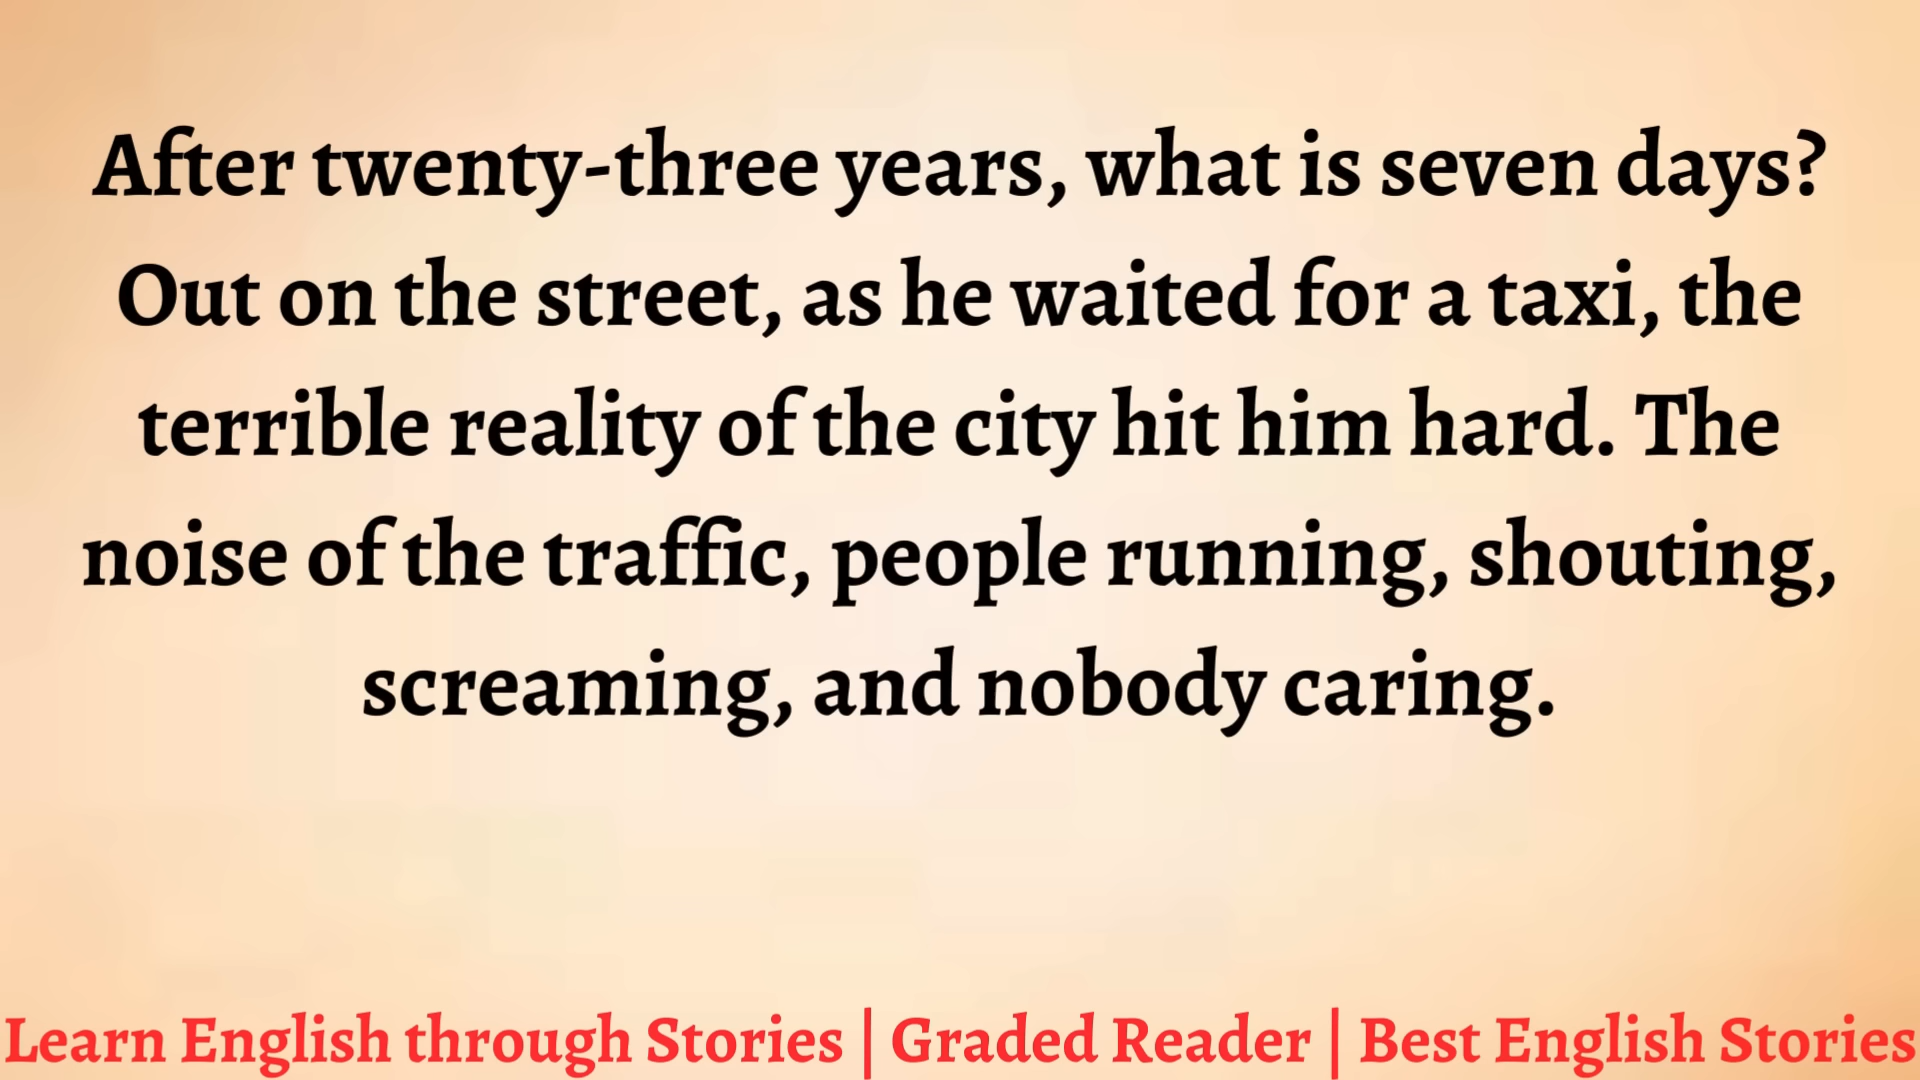 After twenty-three years, what is seven days?
Out on the street, as he waited for a taxi, the
terrible reality of the city hit him hard. The
noise of the traffic, people running, shouting,
screaming, and nobody caring.
Learn English through Stories | Graded Reader | Best English Stories